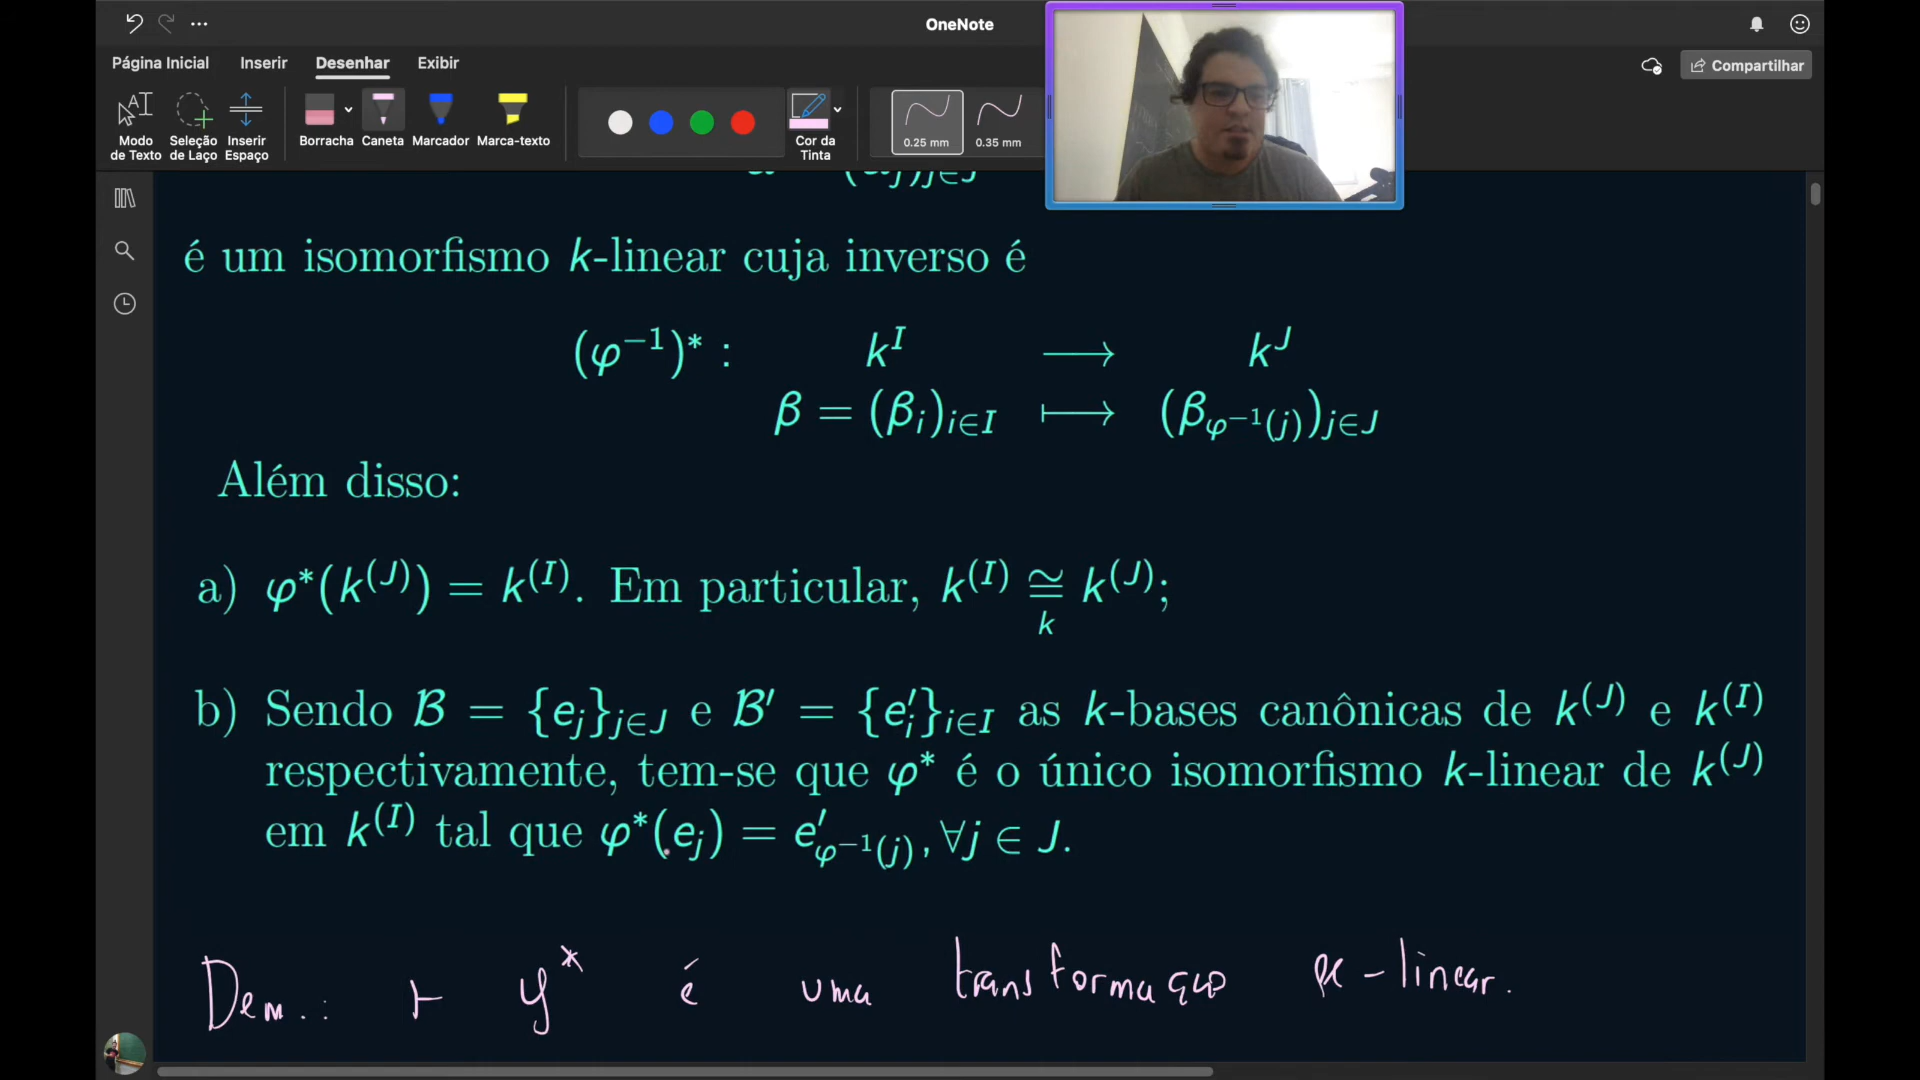 OneNote
Página Inicial Inserir Desenhar Exibir
Compartilhar
Modo de Texto
Seleção de Laço
Inserir Espaço
Borracha
Caneta
Marcador
Marca-texto
Cor da Tinta
0.25 mm
0.35 mm
é um isomorfismo k-linear cuja inverso é
(φ⁻¹)* : k^I ⟶ k^J
β = (β_i)_{i∈I} ⟼ (β_{φ⁻¹(j)})_{j∈J}
Além disso:
a) φ*(k^{(J)}) = k^{(I)}. Em particular, k^{(I)} ≅_k k^{(J)};
b) Sendo B = {e_j}_{j∈J} e B′ = {e′_i}_{i∈I} as k-bases canônicas de k^{(J)} e k^{(I)}
respectivamente, tem-se que φ* é o único isomorfismo k-linear de k^{(J)}
em k^{(I)} tal que φ*(e_j) = e′_{φ⁻¹(j)}, ∀j ∈ J.
Dem.: ⊢ φ* é uma transformação k-linear.